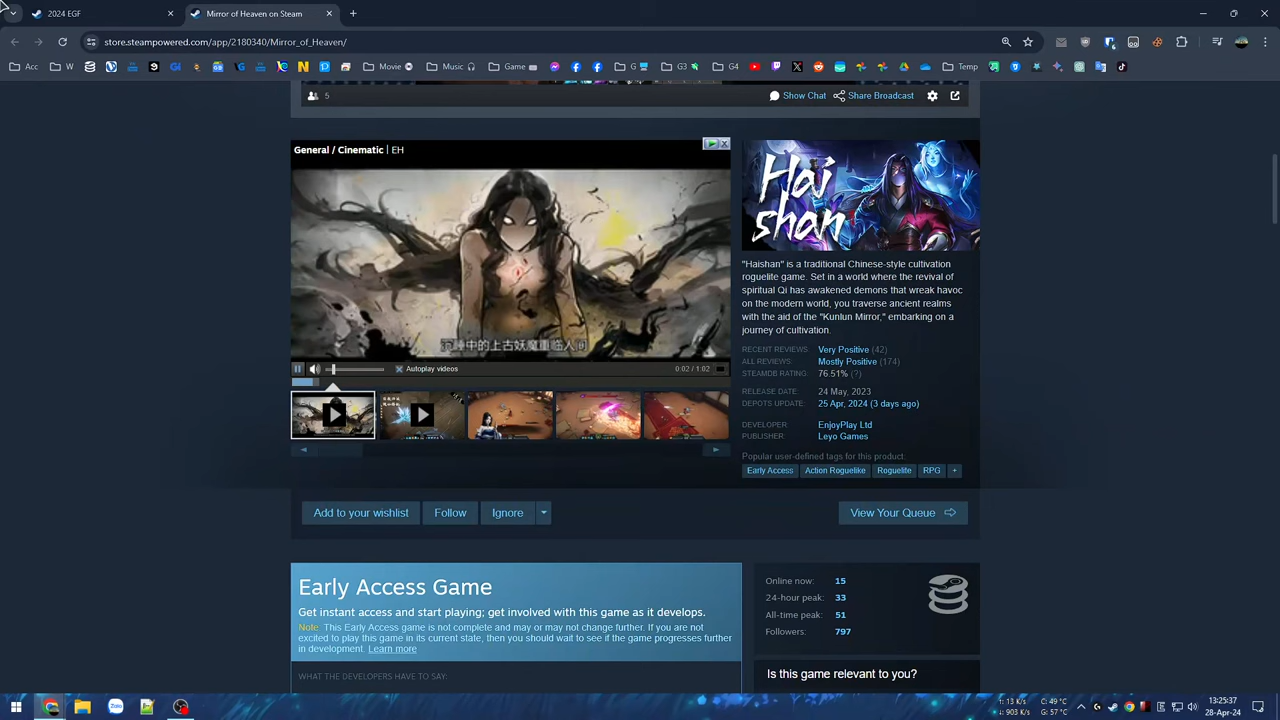 2024 EGF
Mirror of Heaven on Steam
store.steampowered.com/app/2180340/Mirror_of_Heaven/
Acc
W
Movie
Music
Game
G
G3
G4
Temp
5
Show Chat
Share Broadcast
General / Cinematic | EH
沉睡中的上古妖魔重临人间
0:02 / 1:02
Autoplay videos
Hai
shan
"Haishan" is a traditional Chinese-style cultivation
roguelite game. Set in a world where the revival of
spiritual Qi has awakened demons that wreak havoc
on the modern world, you traverse ancient realms
with the aid of the "Kunlun Mirror," embarking on a
journey of cultivation.
RECENT REVIEWS: Very Positive (42)
ALL REVIEWS: Mostly Positive (174)
STEAMDB RATING: 76.51% (?)
RELEASE DATE: 24 May, 2023
DEPOTS UPDATE: 25 Apr, 2024 (3 days ago)
DEVELOPER: EnjoyPlay Ltd
PUBLISHER: Leyo Games
Popular user-defined tags for this product:
Early Access
Action Roguelike
Roguelite
RPG
+
Add to your wishlist
Follow
Ignore
View Your Queue
Early Access Game
Get instant access and start playing; get involved with this game as it develops.
Note: This Early Access game is not complete and may or may not change further. If you are not
excited to play this game in its current state, then you should wait to see if the game progresses further
in development. Learn more
WHAT THE DEVELOPERS HAVE TO SAY:
Online now: 15
24-hour peak: 33
All-time peak: 51
Followers: 797
Is this game relevant to you?
Zalo
↑: 13 K/s
↓: 903 K/s
C: 49 °C
G: 57 °C
13:25:37
28-Apr-24